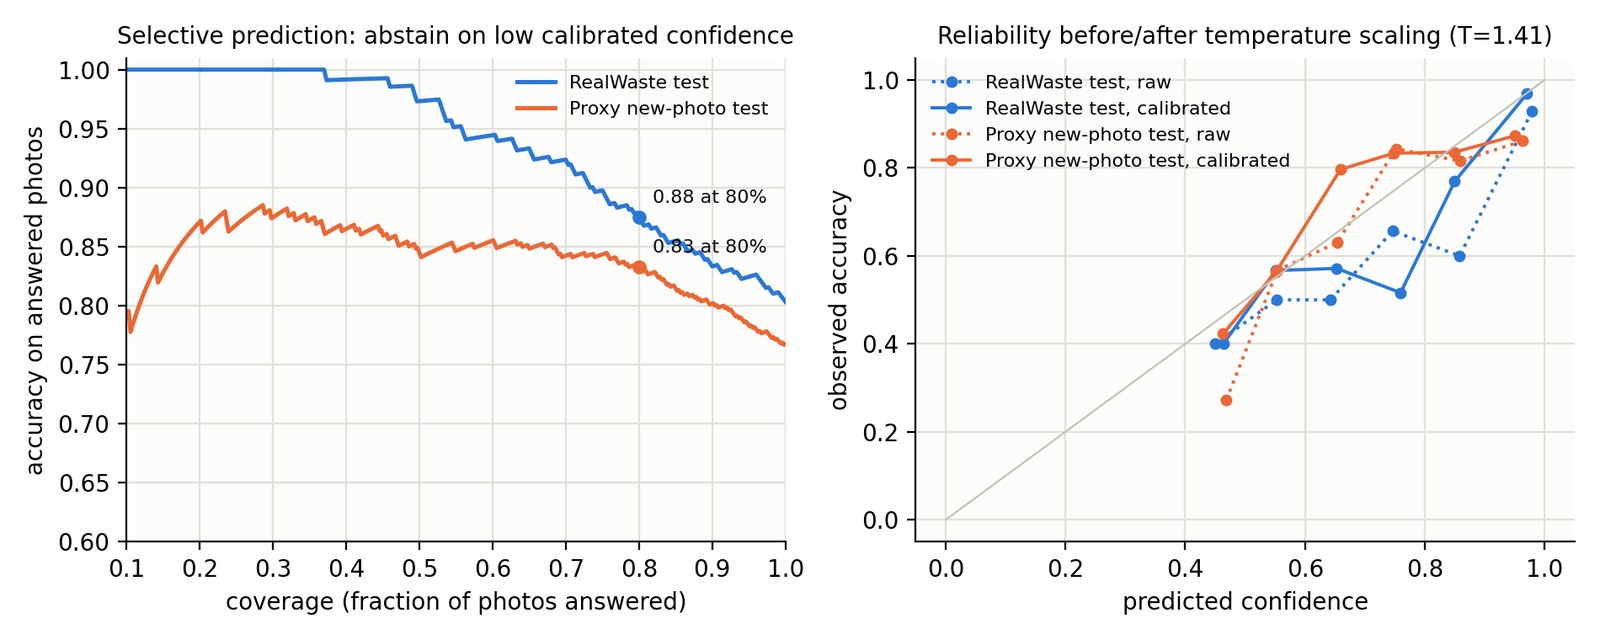 Selective prediction: abstain on low calibrated confidence
accuracy on answered photos
1.00
0.95
0.90
0.85
0.80
0.75
0.70
0.65
0.60
RealWaste test
Proxy new-photo test
0.88 at 80%
0.83 at 80%
0.1 0.2 0.3 0.4 0.5 0.6 0.7 0.8 0.9 1.0
coverage (fraction of photos answered)
Reliability before/after temperature scaling (T=1.41)
observed accuracy
1.0
0.8
0.6
0.4
0.2
0.0
RealWaste test, raw
RealWaste test, calibrated
Proxy new-photo test, raw
Proxy new-photo test, calibrated
0.0 0.2 0.4 0.6 0.8 1.0
predicted confidence